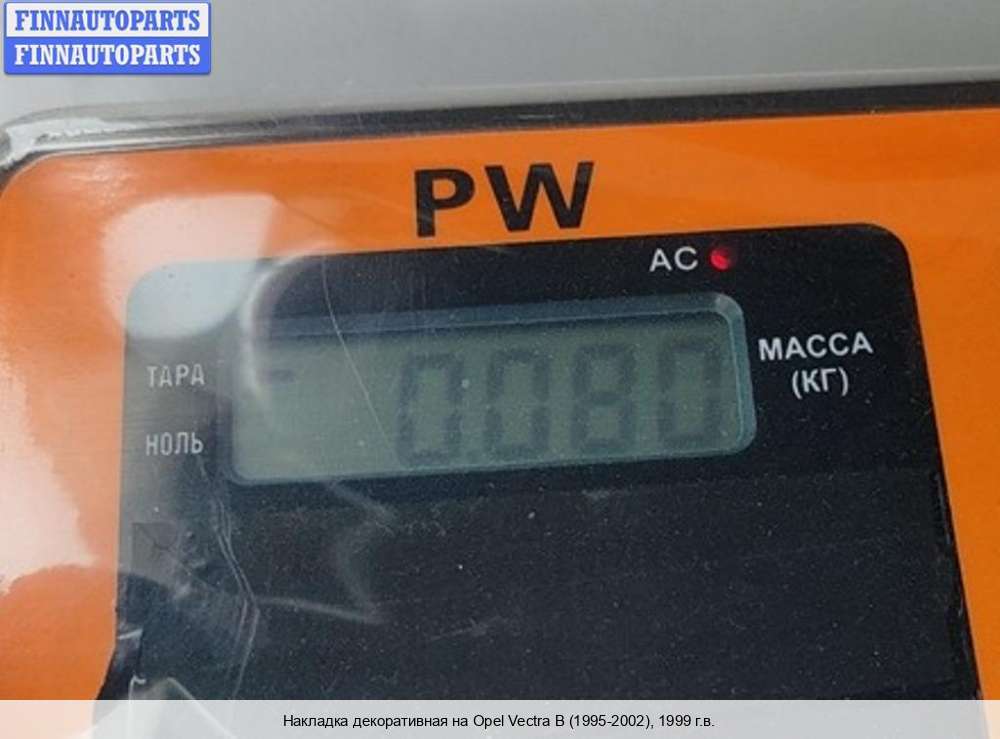 FINNAUTOPARTS
FINNAUTOPARTS
PW
AC
МАССА
(КГ)
ТАРА
НОЛЬ
0.080
Накладка декоративная на Opel Vectra B (1995-2002), 1999 г.в.